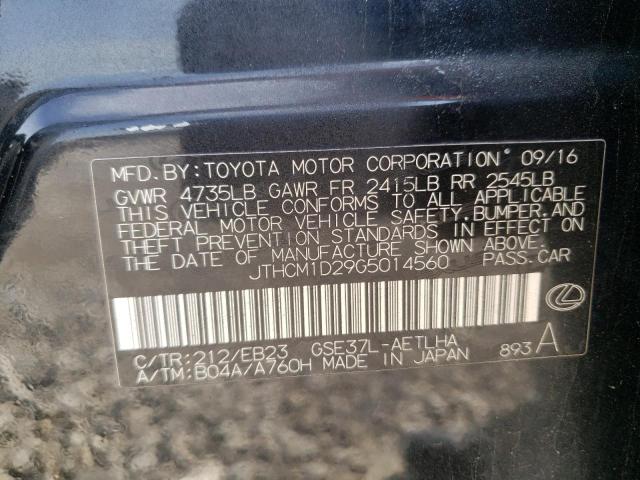 MFD. BY: TOYOTA MOTOR CORPORATION 09/16
GVWR 4735LB GAWR FR 2415LB RR 2545LB
THIS VEHICLE CONFORMS TO ALL APPLICABLE
FEDERAL MOTOR VEHICLE SAFETY, BUMPER, AND
THEFT PREVENTION STANDARDS IN EFFECT ON
THE DATE OF MANUFACTURE SHOWN ABOVE.
JTHCM1D29G5014560 PASS. CAR
C/TR: 212/EB23 GSE37L-AETLHA
A/TM: B04A/A760H MADE IN JAPAN 893 A